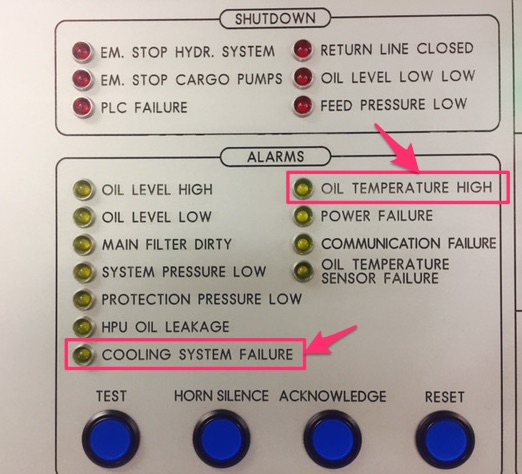 SHUTDOWN
EM. STOP HYDR. SYSTEM
EM. STOP CARGO PUMPS
PLC FAILURE
RETURN LINE CLOSED
OIL LEVEL LOW LOW
FEED PRESSURE LOW
ALARMS
OIL LEVEL HIGH
OIL LEVEL LOW
MAIN FILTER DIRTY
SYSTEM PRESSURE LOW
PROTECTION PRESSURE LOW
HPU OIL LEAKAGE
COOLING SYSTEM FAILURE
OIL TEMPERATURE HIGH
POWER FAILURE
COMMUNICATION FAILURE
OIL TEMPERATURE
SENSOR FAILURE
TEST
HORN SILENCE
ACKNOWLEDGE
RESET